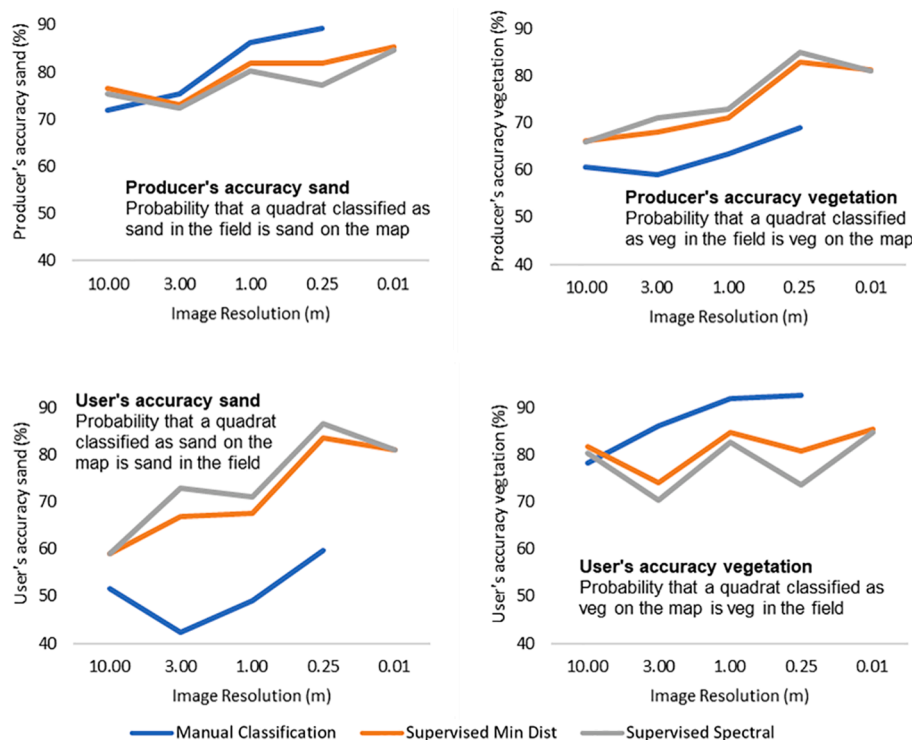 Producer's accuracy sand (%)
90
80
70
60
50
40
Producer's accuracy sand
Probability that a quadrat classified as
sand in the field is sand on the map
10.00 3.00 1.00 0.25 0.01
Image Resolution (m)
Producer's accuracy vegetation (%)
90
80
70
60
50
40
Producer's accuracy vegetation
Probability that a quadrat classified
as veg in the field is veg on the map
10.00 3.00 1.00 0.25 0.01
Image Resolution (m)
User's accuracy sand (%)
90
80
70
60
50
40
User's accuracy sand
Probability that a quadrat
classified as sand on the
map is sand in the field
10.00 3.00 1.00 0.25 0.01
Image Resolution (m)
User's accuracy vegtation (%)
90
80
70
60
50
40
User's accuracy vegetation
Probability that a quadrat classified as
veg on the map is veg in the field
10.00 3.00 1.00 0.25 0.01
Image Resolution (m)
Manual Classification Supervised Min Dist Supervised Spectral